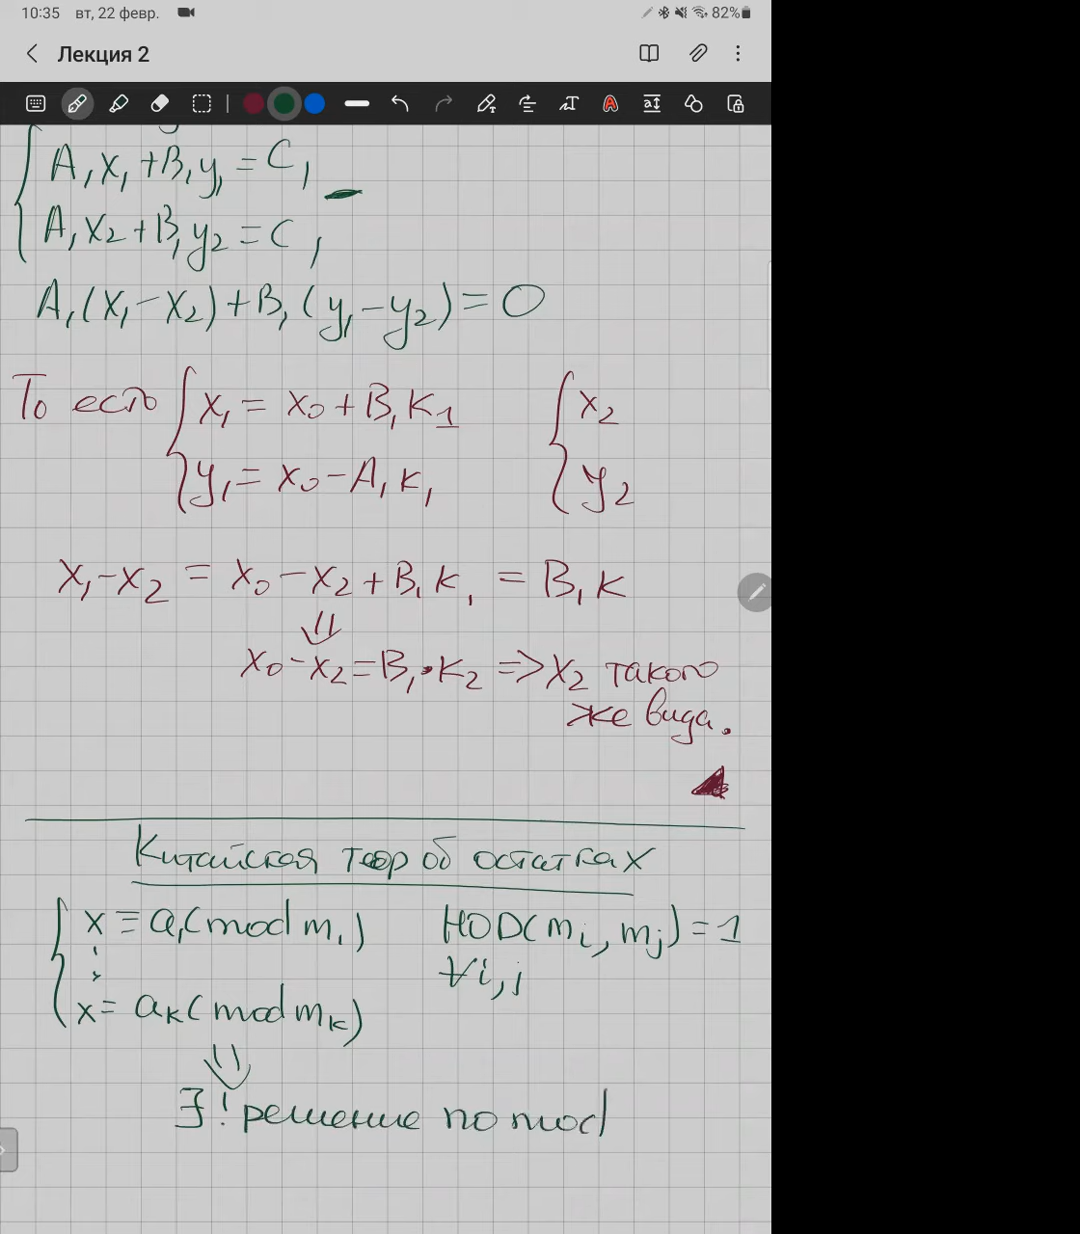 10:35 вт, 22 февр. 82%
Лекция 2
A₁x₁ + B₁y₁ = C₁
A₁x₂ + B₁y₂ = C₁
A₁(x₁ - x₂) + B₁(y₁ - y₂) = 0
То есть { x₁ = x₀ + B₁K₁ { x₂
y₁ = x₀ - A₁K₁ y₂
x₁ - x₂ = x₀ - x₂ + B₁K₁ = B₁K
⇓
x₀ - x₂ = B₁·K₂ => x₂ такого
же вида.
Китайская теор об остатках
{ x ≡ a₁(mod m₁) НОД(mᵢ, mⱼ) = 1
⋮ ∀i,j
x = aₖ(mod mₖ)
⇓
∃! решение по mod